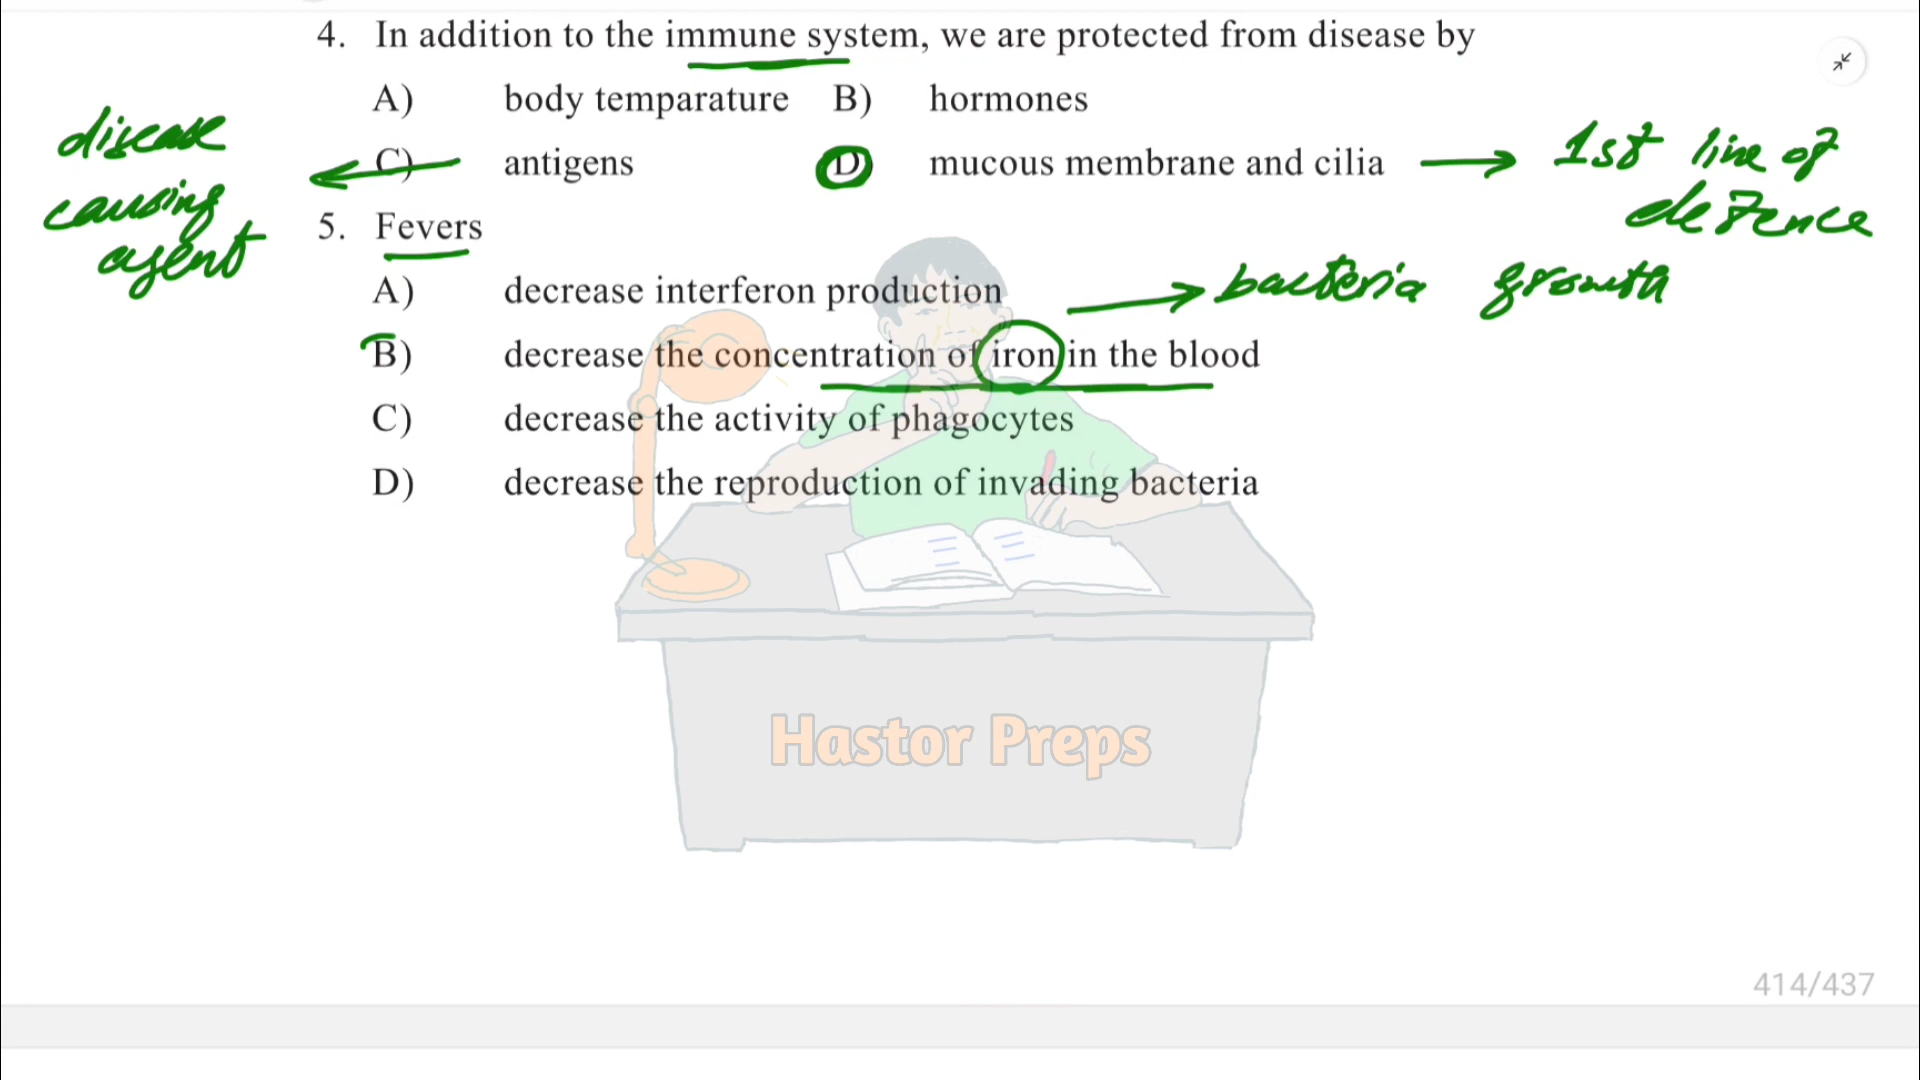 4. In addition to the immune system, we are protected from disease by
A) body temparature B) hormones
C) antigens D) mucous membrane and cilia
1st line of
defence
disease
causing
agent
5. Fevers
A) decrease interferon production
bacteria growth
B) decrease the concentration of iron in the blood
C) decrease the activity of phagocytes
D) decrease the reproduction of invading bacteria
Hastor Preps
414/437